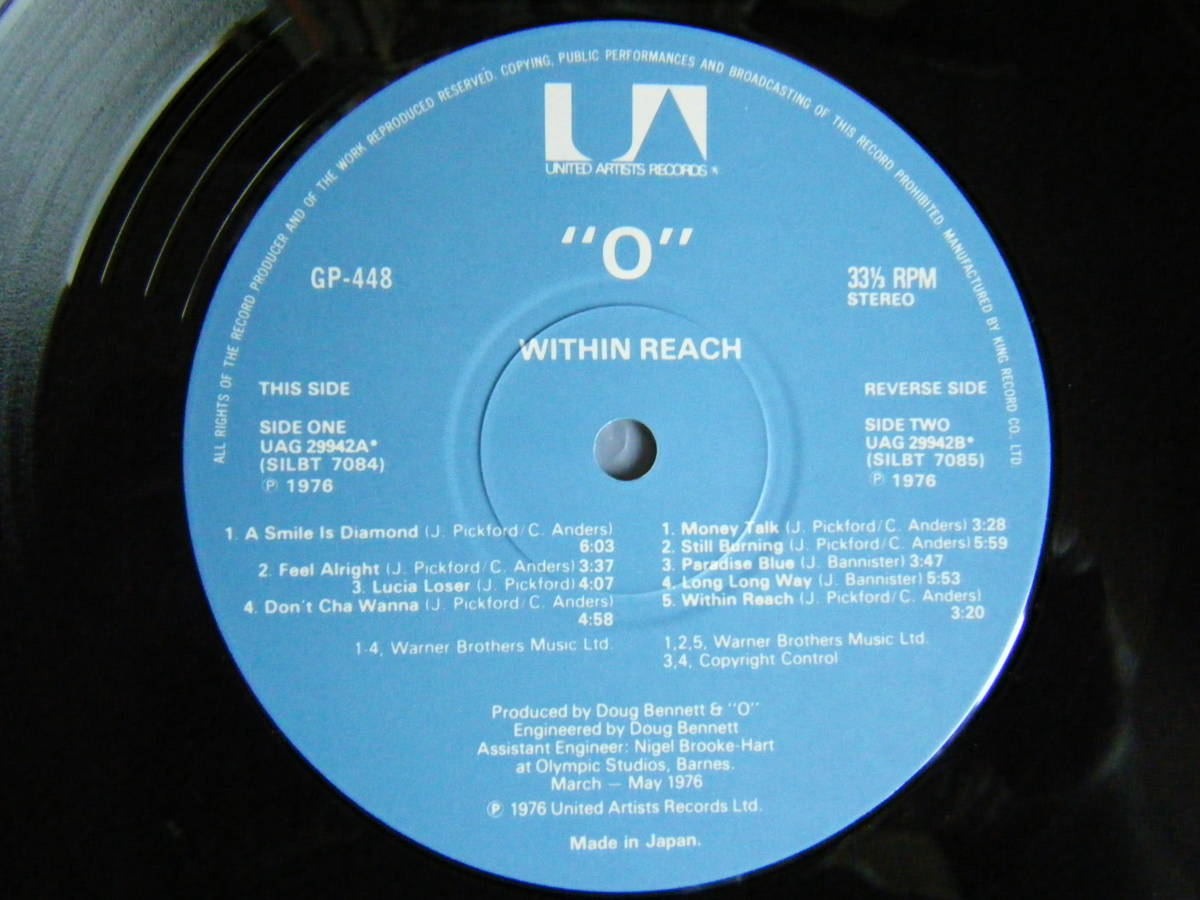 ALL RIGHTS OF THE RECORD PRODUCER AND OF THE WORK REPRODUCED RESERVED. COPYING, PUBLIC PERFORMANCES AND BROADCASTING OF THIS RECORD PROHIBITED. MANUFACTURED BY KING RECORD CO., LTD.
UA
UNITED ARTISTS RECORDS
"O"
GP-448
33⅓ RPM
STEREO
WITHIN REACH
THIS SIDE
SIDE ONE
UAG 29942A*
(SILBT 7084)
Ⓟ 1976
REVERSE SIDE
SIDE TWO
UAG 29942B*
(SILBT 7085)
Ⓟ 1976
1. A Smile Is Diamond (J. Pickford/C. Anders)
6:03
2. Feel Alright (J. Pickford/C. Anders) 3:37
3. Lucia Loser (J. Pickford) 4:07
4. Don't Cha Wanna (J. Pickford/C. Anders)
4:58
1-4, Warner Brothers Music Ltd.
1. Money Talk (J. Pickford/C. Anders) 3:28
2. Still Burning (J. Pickford/C. Anders) 5:59
3. Paradise Blue (J. Bannister) 3:47
4. Long Long Way (J. Bannister) 5:53
5. Within Reach (J. Pickford/C. Anders)
3:20
1,2,5, Warner Brothers Music Ltd.
3,4, Copyright Control
Produced by Doug Bennett & "O"
Engineered by Doug Bennett
Assistant Engineer: Nigel Brooke-Hart
at Olympic Studios, Barnes.
March — May 1976
Ⓟ 1976 United Artists Records Ltd.
Made in Japan.